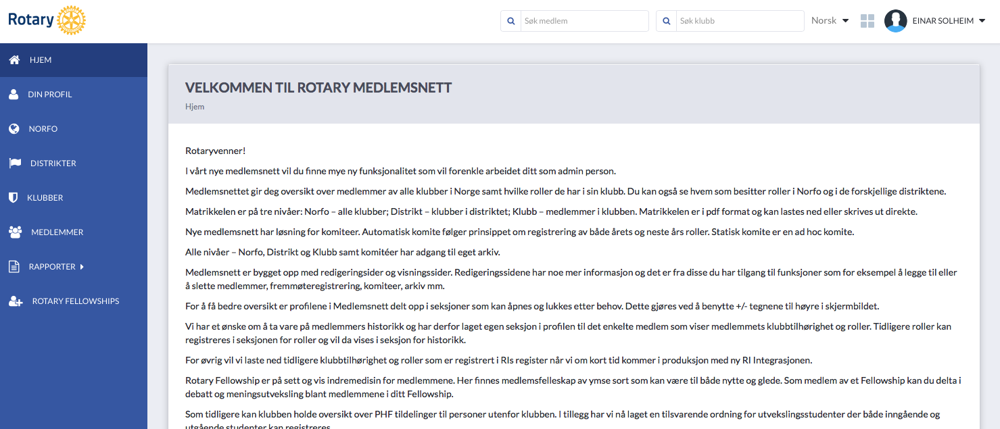 Rotary
Søk medlem
Søk klubb
Norsk
EINAR SOLHEIM
HJEM
DIN PROFIL
NORFO
DISTRIKTER
KLUBBER
MEDLEMMER
RAPPORTER
ROTARY FELLOWSHIPS
VELKOMMEN TIL ROTARY MEDLEMSNETT
Hjem
Rotaryvenner!
I vårt nye medlemsnett vil du finne mye ny funksjonalitet som vil forenkle arbeidet ditt som admin person.
Medlemsnettet gir deg oversikt over medlemmer av alle klubber i Norge samt hvilke roller de har i sin klubb. Du kan også se hvem som besitter roller i Norfo og i de forskjellige distriktene.
Matrikkelen er på tre nivåer: Norfo – alle klubber; Distrikt – klubber i distriktet; Klubb – medlemmer i klubben. Matrikkelen er i pdf format og kan lastes ned eller skrives ut direkte.
Nye medlemsnett har løsning for komiteer. Automatisk komite følger prinsippet om registrering av både årets og neste års roller. Statisk komite er en ad hoc komite.
Alle nivåer – Norfo, Distrikt og Klubb samt komitéer har adgang til eget arkiv.
Medlemsnett er bygget opp med redigeringsider og visningssider. Redigeringssidene har noe mer informasjon og det er fra disse du har tilgang til funksjoner som for eksempel å legge til eller
å slette medlemmer, fremmøteregistrering, komiteer, arkiv mm.
For å få bedre oversikt er profilene i Medlemsnett delt opp i seksjoner som kan åpnes og lukkes etter behov. Dette gjøres ved å benytte +/- tegnene til høyre i skjermbildet.
Vi har et ønske om å ta vare på medlemmers historikk og har derfor laget egen seksjon i profilen til det enkelte medlem som viser medlemmets klubbtilhørighet og roller. Tidligere roller kan
registreres i seksjonen for roller og vil da vises i seksjon for historikk.
For øvrig vil vi laste ned tidligere klubbtilhørighet og roller som er registrert i RIs register når vi om kort tid kommer i produksjon med ny RI Integrasjonen.
Rotary Fellowship er på sett og vis indremedisin for medlemmene. Her finnes medlemsfelleskap av ymse sort som kan være til både nytte og glede. Som medlem av et Fellowship kan du delta i
debatt og meningsutveksling blant medlemmene i ditt Fellowship.
Som tidligere kan klubben holde oversikt over PHF tildelinger til personer utenfor klubben. I tillegg har vi nå laget en tilsvarende ordning for utvekslingsstudenter der både inngående og
utgående studenter kan registreres.